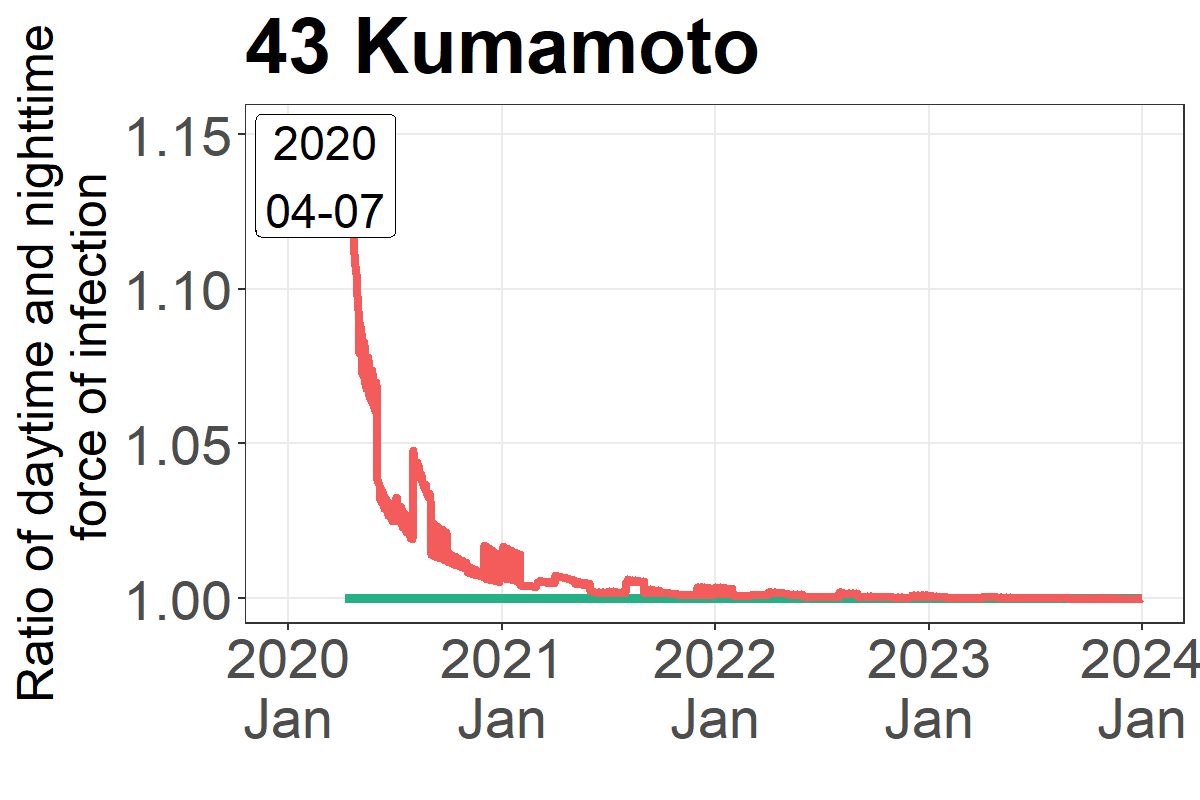 43 Kumamoto
Ratio of daytime and nighttime
force of infection
1.15
1.10
1.05
1.00
2020
04-07
2020
Jan
2021
Jan
2022
Jan
2023
Jan
2024
Jan